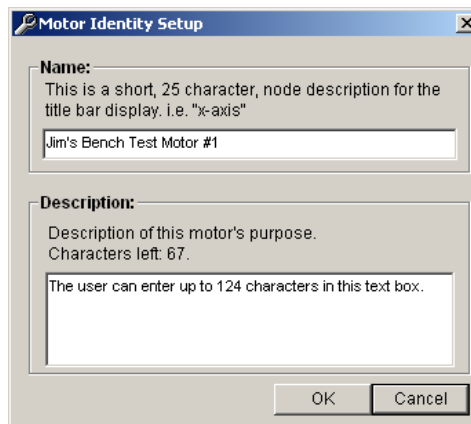 Motor Identity Setup
Name:
This is a short, 25 character, node description for the
title bar display. i.e. "x-axis"
Jim's Bench Test Motor #1
Description:
Description of this motor's purpose.
Characters left: 67.
The user can enter up to 124 characters in this text box.
OK
Cancel